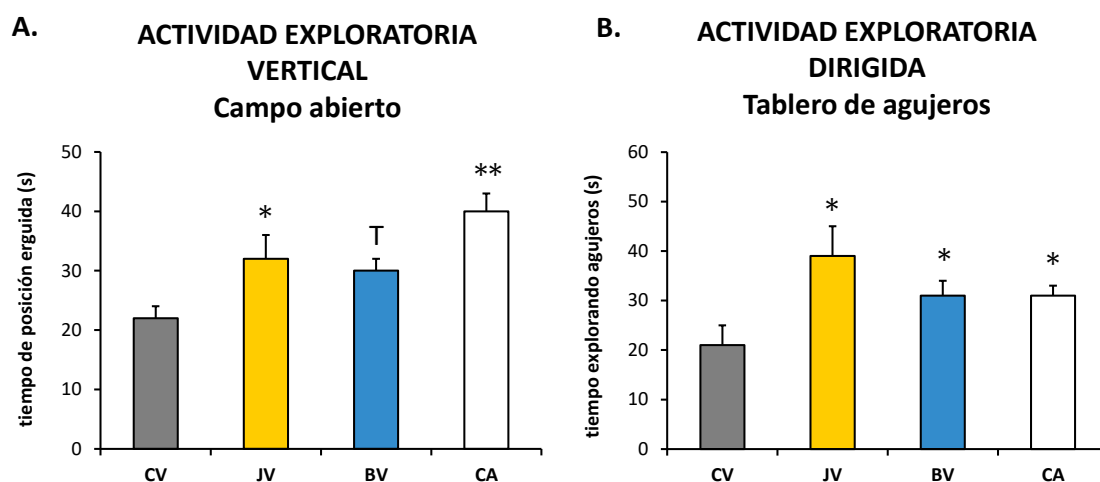 A.
ACTIVIDAD EXPLORATORIA
VERTICAL
Campo abierto
tiempo de posición erguida (s)
50
40
30
20
10
0
*
T
**
CV
JV
BV
CA
B.
ACTIVIDAD EXPLORATORIA
DIRIGIDA
Tablero de agujeros
tiempo explorando agujeros (s)
60
50
40
30
20
10
0
*
*
*
CV
JV
BV
CA